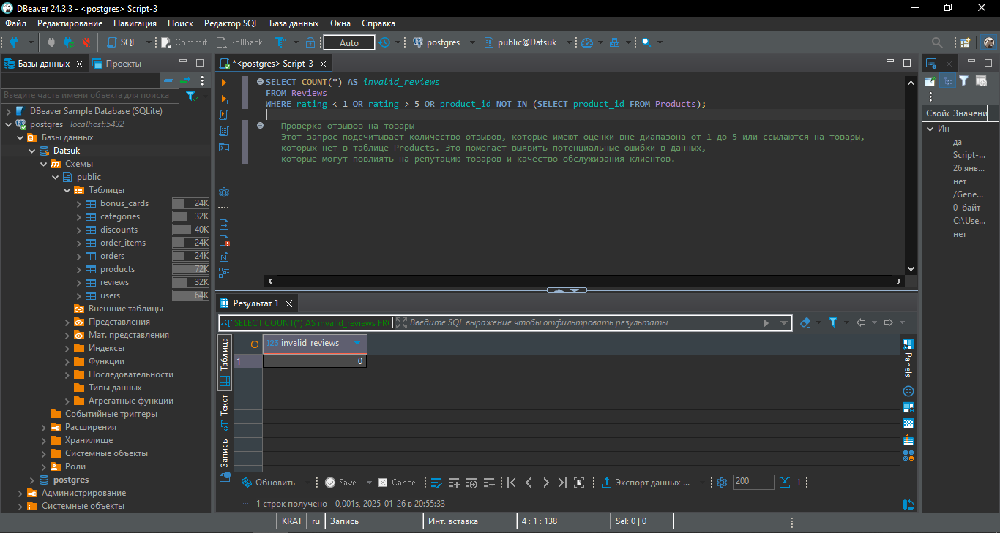 DBeaver 24.3.3 - <postgres> Script-3
Файл Редактирование Навигация Поиск Редактор SQL База данных Окна Справка
SQL Commit Rollback Auto postgres public@Datsuk
Базы данных Проекты
Введите часть имени объекта для поиска
DBeaver Sample Database (SQLite)
postgres localhost:5432
Базы данных
Datsuk
Схемы
public
Таблицы
bonus_cards 24K
categories 32K
discounts 40K
order_items 24K
orders 24K
products 72K
reviews 32K
users 64K
Внешние таблицы
Представления
Мат. представления
Индексы
Функции
Последовательности
Типы данных
Агрегатные функции
Событийные триггеры
Расширения
Хранилище
Системные объекты
Роли
postgres
Администрирование
Системные объекты
*<postgres> Script-3
SELECT COUNT(*) AS invalid_reviews
FROM Reviews
WHERE rating < 1 OR rating > 5 OR product_id NOT IN (SELECT product_id FROM Products);
-- Проверка отзывов на товары
-- Этот запрос подсчитывает количество отзывов, которые имеют оценки вне диапазона от 1 до 5 или ссылаются на товары,
-- которых нет в таблице Products. Это помогает выявить потенциальные ошибки в данных,
-- которые могут повлиять на репутацию товаров и качество обслуживания клиентов.
Результат 1
SELECT COUNT(*) AS invalid_reviews FRO
Введите SQL выражение чтобы отфильтровать результаты
Таблица
Текст
Запись
123 invalid_reviews
1 0
Panels
Обновить Save Cancel Экспорт данных ... 200 1
1 строк получено - 0,001s, 2025-01-26 в 20:55:33
Свойс Значени
Ин
да
Script-...
26 янв...
нет
/Gene...
0 байт
C:\Use...
нет
KRAT ru Запись Инт. вставка 4 : 1 : 138 Sel: 0 | 0